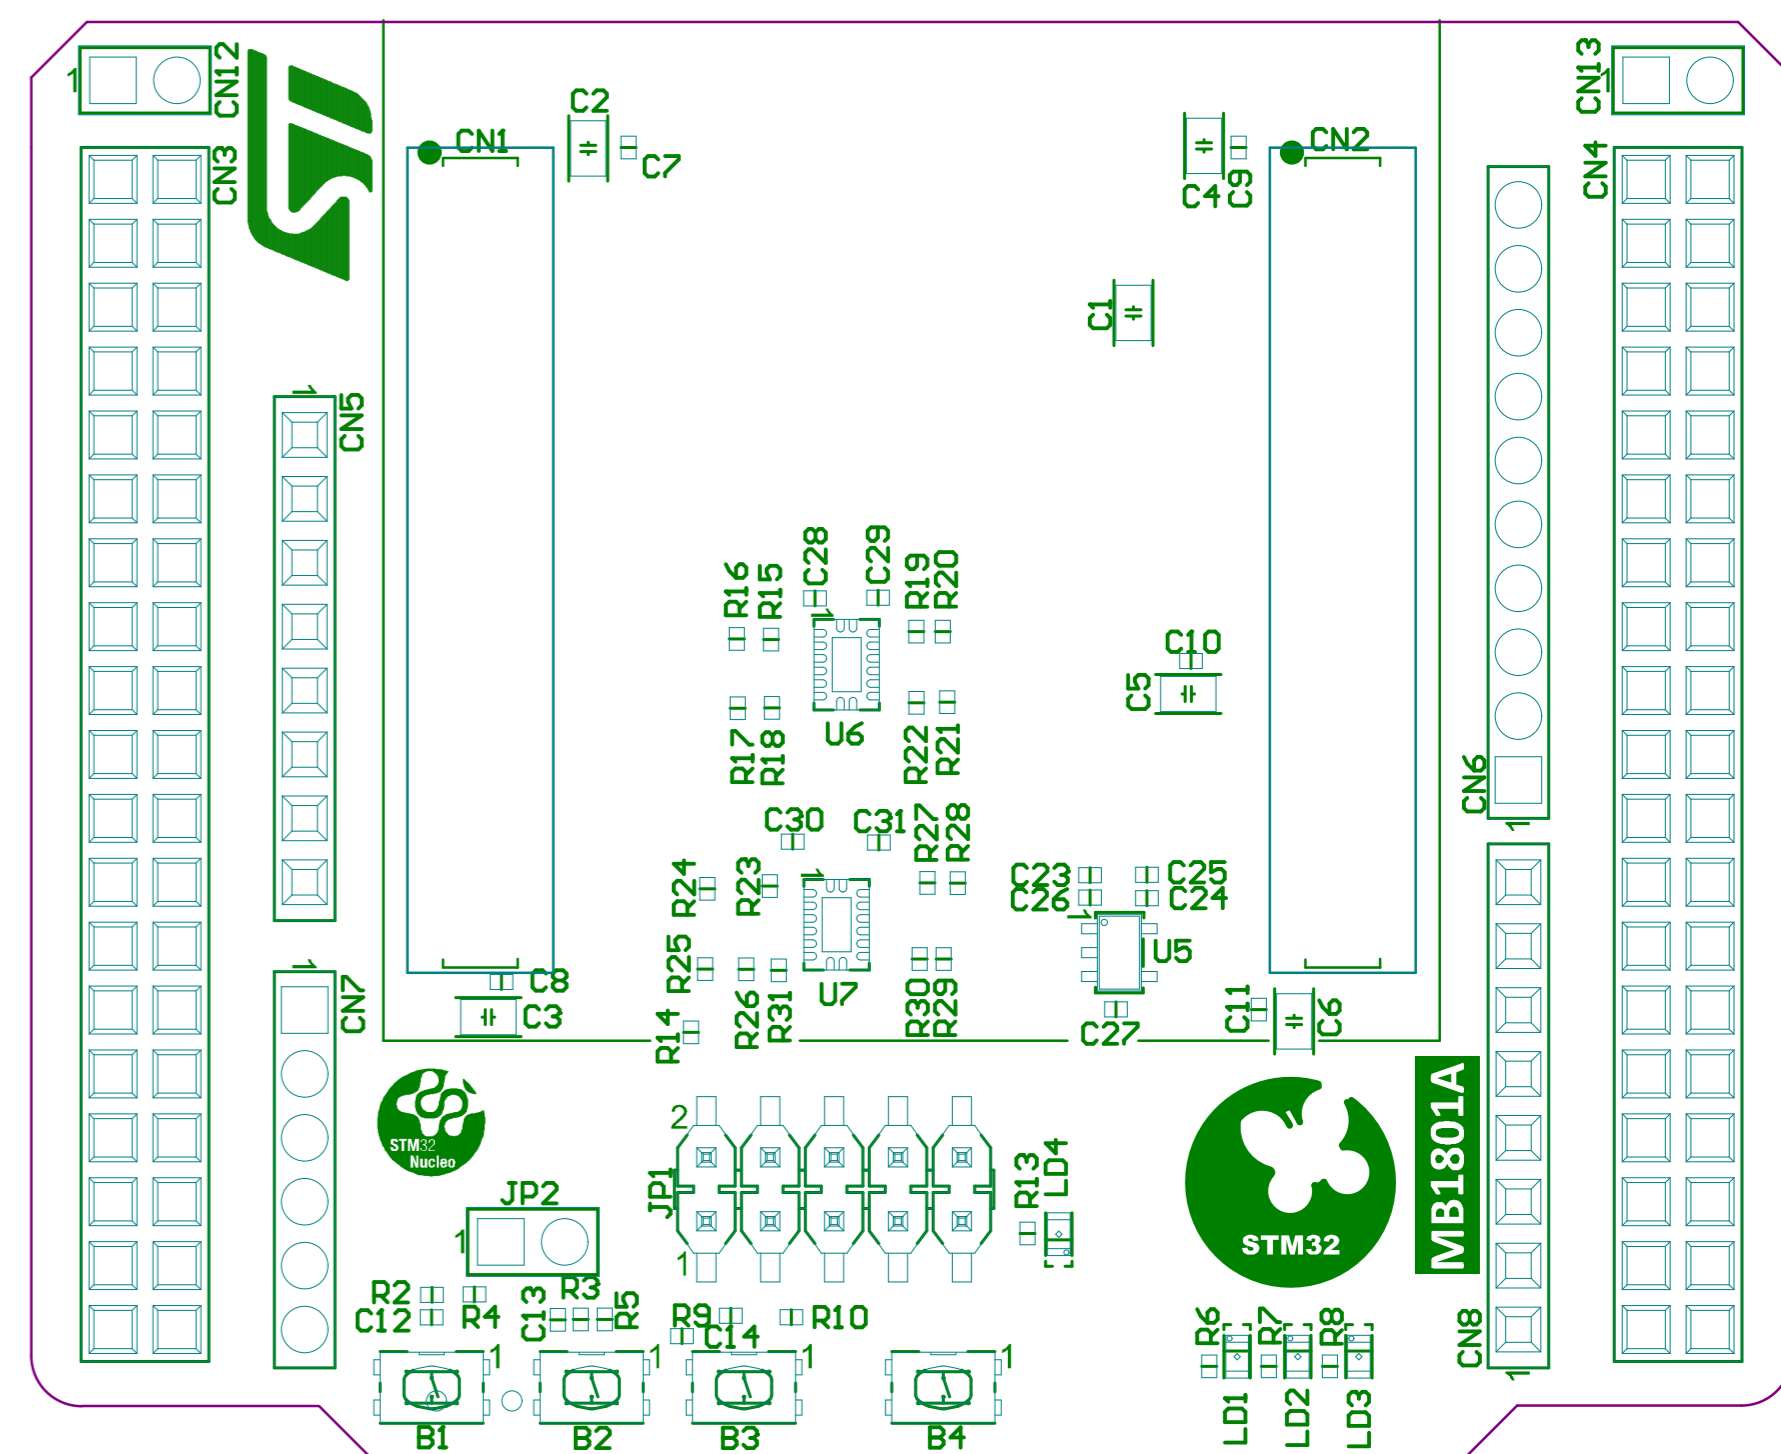 1
CN12
CN13
1
C2
CN1
C7
CN2
C4
C9
CN3
CN4
C1
1
CN5
C28
C29
R16
R15
R19
R20
1
C10
C5
U6
R17
R18
R22
R21
CN6
1
C30
C31
R27
R28
R24
R23
1
C23
C25
C26
C24
1
U5
R25
R26
R31
U7
R30
R29
C8
C3
1
CN7
R14
C27
C11
C6
STM32
Nucleo
2
JP1
1
R13
LD4
STM32
MB1801A
JP2
1
R2
R4
R3
C12
C13
R5
R9
C14
R10
R6
R7
R8
CN8
1
1
1
1
1
B1
B2
B3
B4
LD1
LD2
LD3